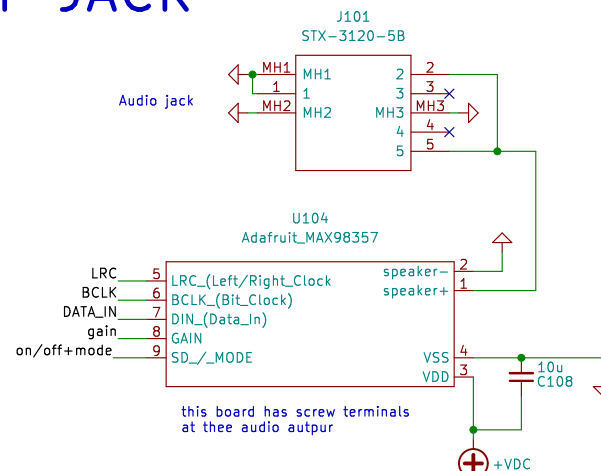 JACK
J101
STX-3120-5B
MH1 MH1 2 2
1 1 3 3
MH2 MH2 MH3 MH3
4 4
5 5
Audio jack
U104
Adafruit_MAX98357
LRC 5 LRC_(Left/Right_Clock speaker- 2
BCLK 6 BCLK_(Bit_Clock) speaker+ 1
DATA_IN 7 DIN_(Data_In)
gain 8 GAIN
on/off+mode 9 SD_/_MODE VSS 4
VDD 3
10u
C108
this board has screw terminals
at thee audio autpur
+VDC